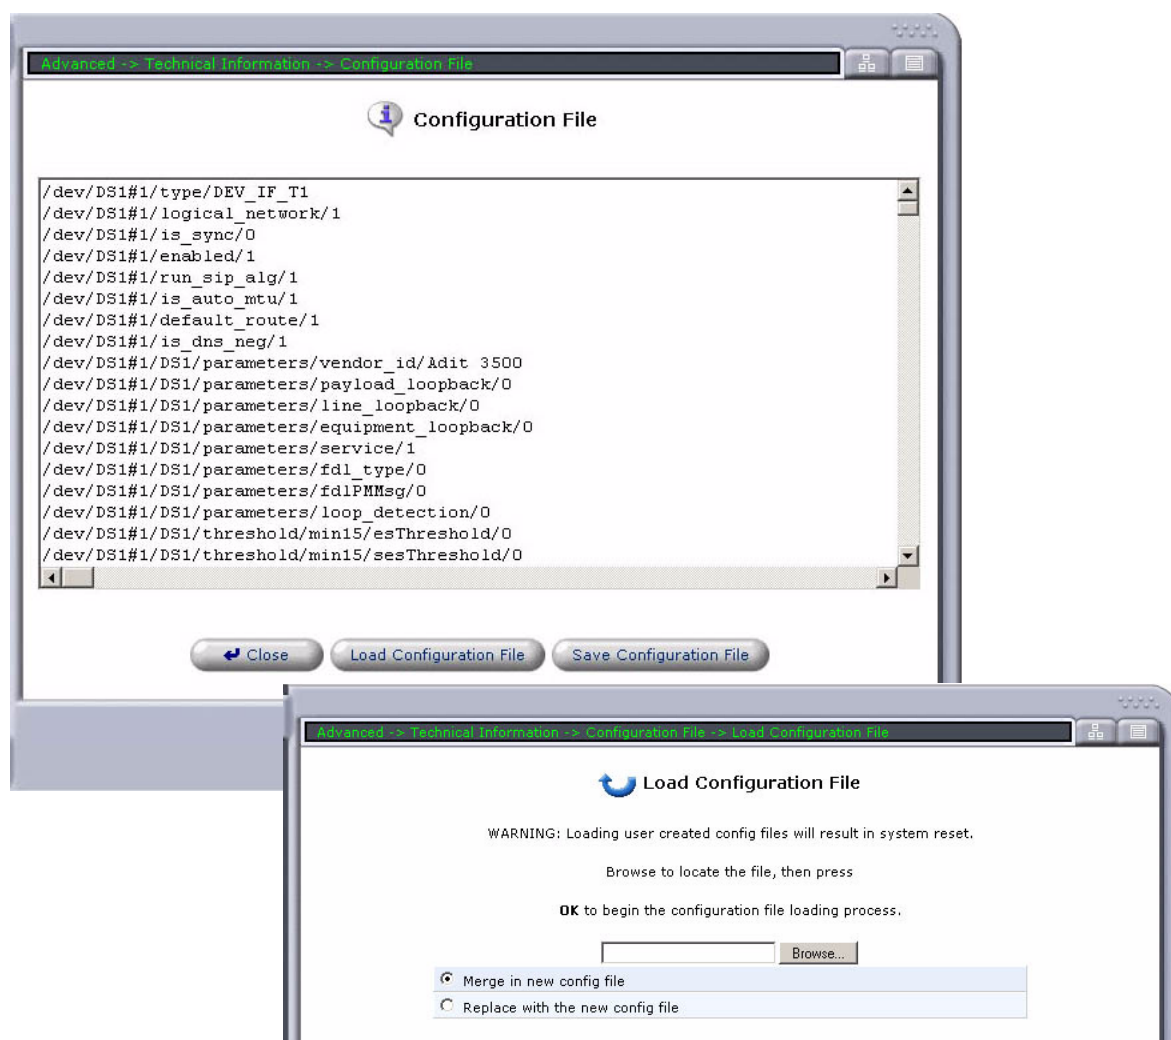 Advanced -> Technical Information -> Configuration File
Configuration File
/dev/DS1#1/type/DEV_IF_T1
/dev/DS1#1/logical_network/1
/dev/DS1#1/is_sync/0
/dev/DS1#1/enabled/1
/dev/DS1#1/run_sip_alg/1
/dev/DS1#1/is_auto_mtu/1
/dev/DS1#1/default_route/1
/dev/DS1#1/is_dns_neg/1
/dev/DS1#1/DS1/parameters/vendor_id/Adit 3500
/dev/DS1#1/DS1/parameters/payload_loopback/0
/dev/DS1#1/DS1/parameters/line_loopback/0
/dev/DS1#1/DS1/parameters/equipment_loopback/0
/dev/DS1#1/DS1/parameters/service/1
/dev/DS1#1/DS1/parameters/fdl_type/0
/dev/DS1#1/DS1/parameters/fdlPMMsg/0
/dev/DS1#1/DS1/parameters/loop_detection/0
/dev/DS1#1/DS1/threshold/min15/esThreshold/0
/dev/DS1#1/DS1/threshold/min15/sesThreshold/0
Close Load Configuration File Save Configuration File
Advanced -> Technical Information -> Configuration File -> Load Configuration File
Load Configuration File
WARNING: Loading user created config files will result in system reset.
Browse to locate the file, then press
OK to begin the configuration file loading process.
Browse...
Merge in new config file
Replace with the new config file